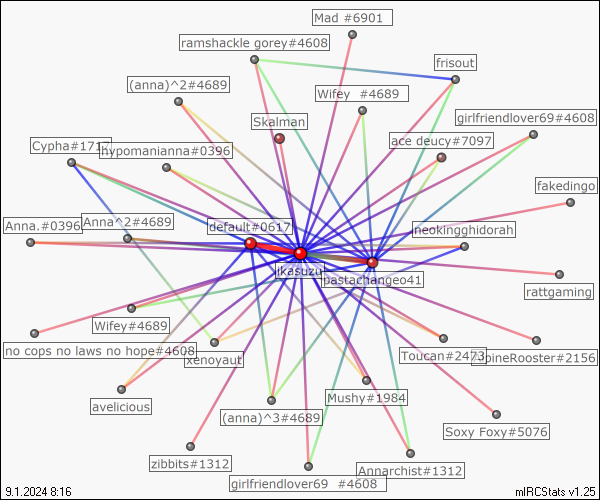 Mad #6901
ramshackle gorey#4608
frisout
(anna)^2#4689
Wifey  #4689
girlfriendlover69#4608
Skalman
ace deucy#7097
Cypha#171
hypomanianna#0396
fakedingo
Anna.#0396
Anna^2#4689
default#0617
neokingghidorah
ikasuzu
pastachangeo41
rattgaming
Wifey#4689
no cops no laws no hope#4608
xenoyaut
Toucan#2473
bineRooster#2156
avelicious
Mushy#1984
(anna)^3#4689
Soxy Foxy#5076
zibbits#1312
Annarchist#1312
girlfriendlover69  #4608
9.1.2024 8:16
mIRCStats v1.25